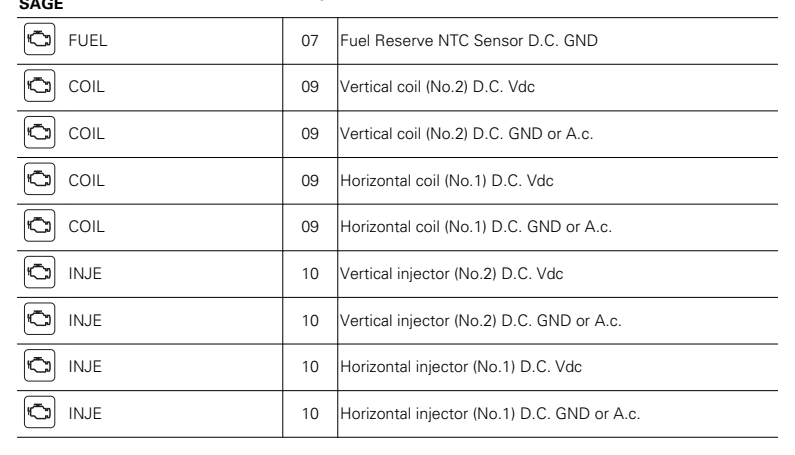 SAGE
FUEL 07 Fuel Reserve NTC Sensor D.C. GND
COIL 09 Vertical coil (No.2) D.C. Vdc
COIL 09 Vertical coil (No.2) D.C. GND or A.c.
COIL 09 Horizontal coil (No.1) D.C. Vdc
COIL 09 Horizontal coil (No.1) D.C. GND or A.c.
INJE 10 Vertical injector (No.2) D.C. Vdc
INJE 10 Vertical injector (No.2) D.C. GND or A.c.
INJE 10 Horizontal injector (No.1) D.C. Vdc
INJE 10 Horizontal injector (No.1) D.C. GND or A.c.